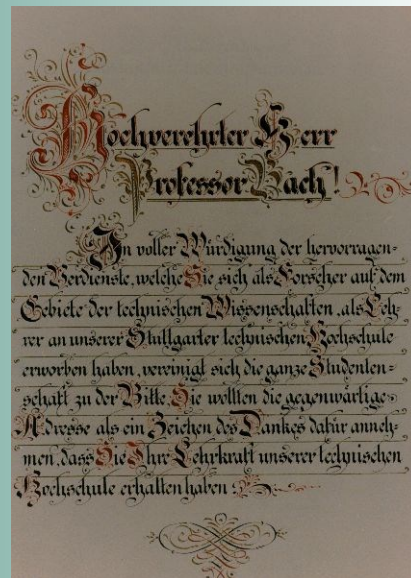 Hochverehrter Herr
Professor Bach!
In voller Würdigung der hervorragen=
den Verdienste, welche Sie sich als Forscher auf dem
Gebiete der technischen Wissenschaften, als Leh=
rer an unserer Stuttgarter technischen Hochschule
erworben haben, vereinigt sich die ganze Studenten=
schaft zu der Bitte, Sie wollten die gegenwärtige
Adresse als ein Zeichen des Dankes dafür anneh=
men, dass Sie Ihre Lehrkraft unserer technischen
Hochschule erhalten haben.